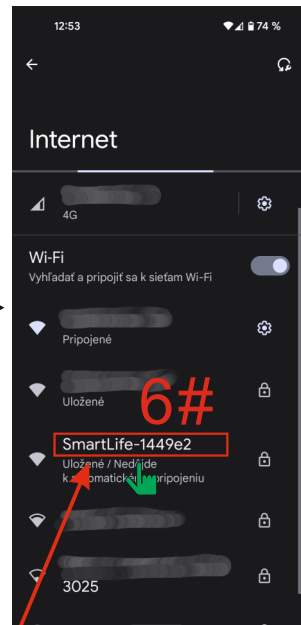 12:53
74 %
Internet
4G
Wi-Fi
Vyhľadať a pripojiť sa k sieťam Wi-Fi
Pripojené
Uložené
6#
SmartLife-1449e2
Uložené / Nedôjde
k automatickému pripojeniu
3025